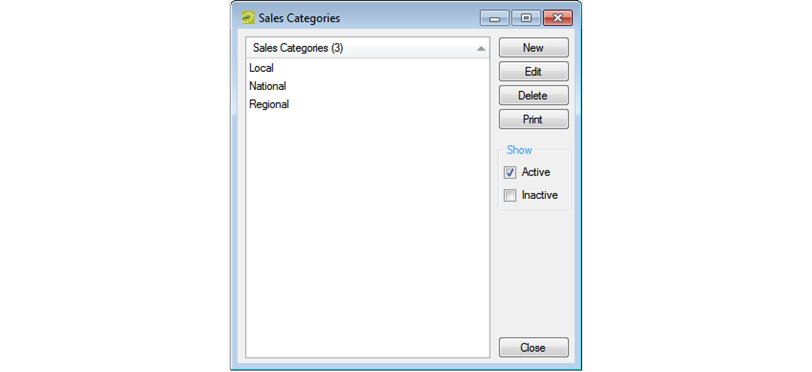 Sales Categories
Sales Categories (3)
Local
National
Regional
New
Edit
Delete
Print
Show
Active
Inactive
Close